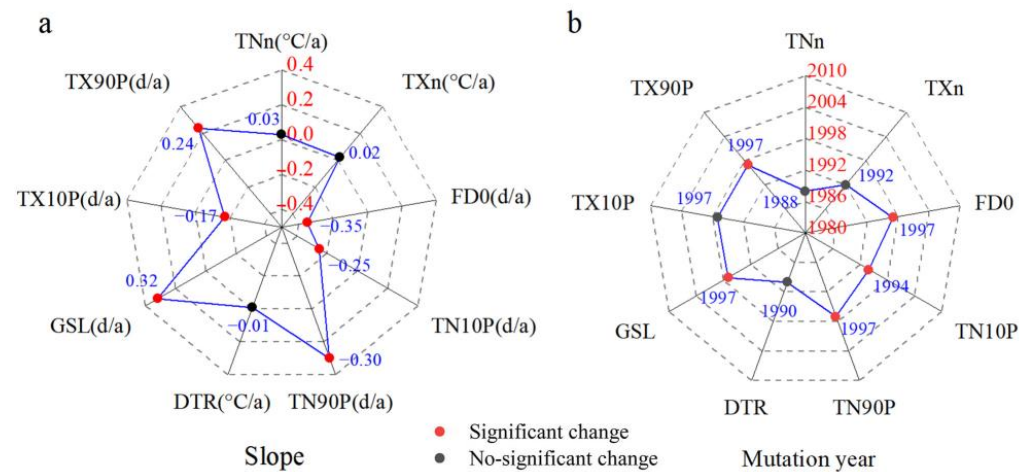 a
TNn(°C/a)
TX90P(d/a)
TXn(°C/a)
0.4
0.2
0.0
−0.2
−0.4
0.03
0.02
0.24
TX10P(d/a)
−0.17
FD0(d/a)
−0.35
−0.25
0.32
GSL(d/a)
−0.01
TN10P(d/a)
−0.30
DTR(°C/a)
TN90P(d/a)
Slope
b
TNn
2010
2004
1998
1992
1986
1980
TX90P
TXn
1997
1988
1992
TX10P
1997
FD0
1997
1994
GSL
1997
1990
1997
TN10P
DTR
TN90P
Mutation year
Significant change
No-significant change